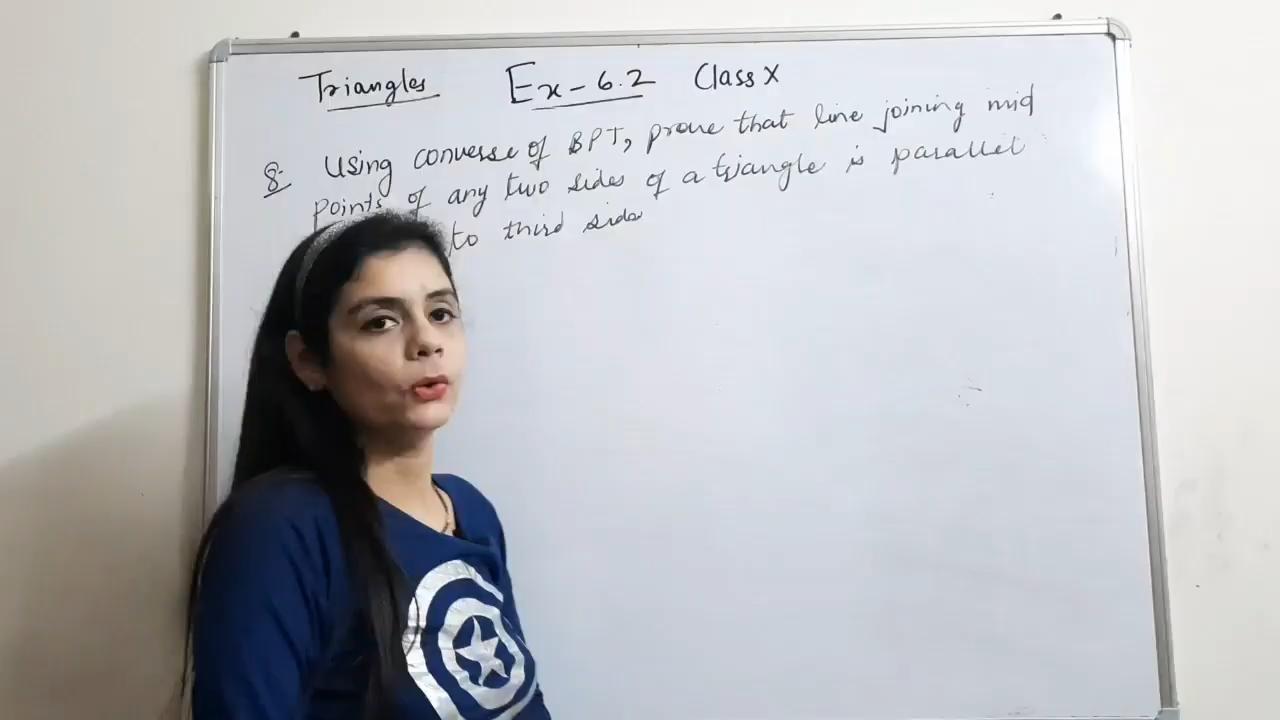 Triangles Ex-6.2 Class X
8. Using converse of BPT, prove that line joining mid
points of any two sides of a triangle is parallel
to third side